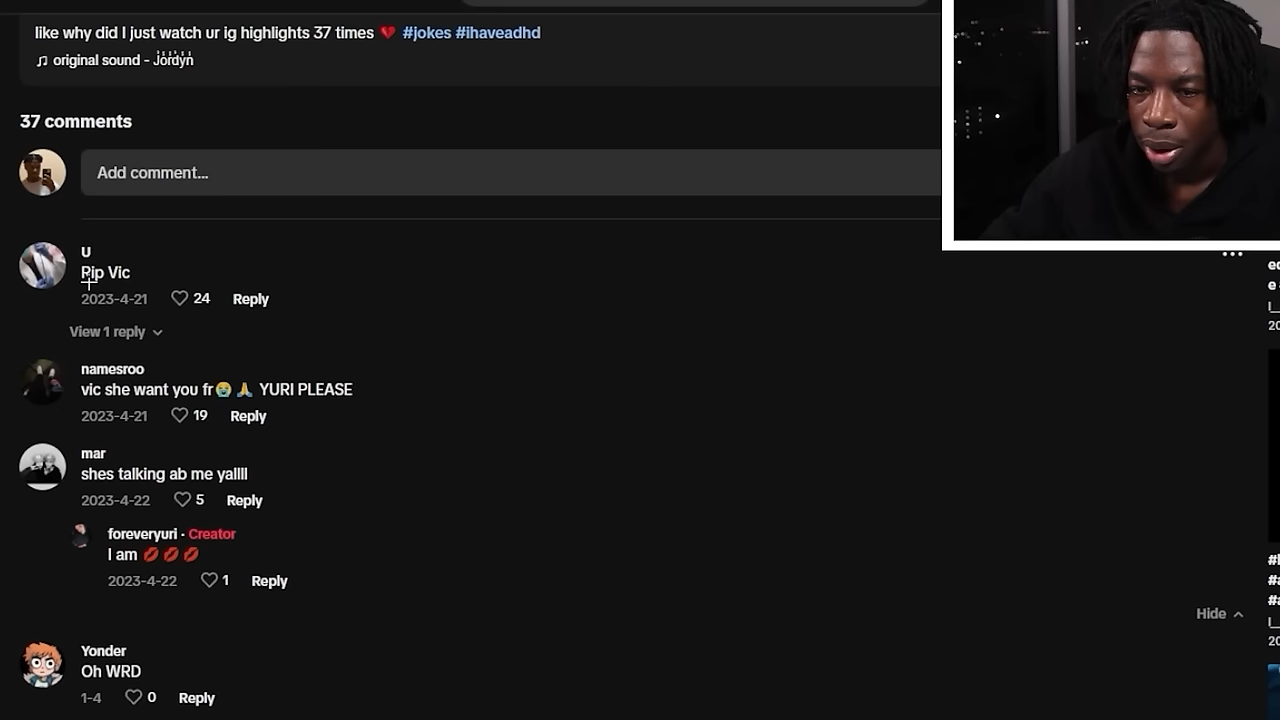 like why did I just watch ur ig highlights 37 times 💔 #jokes #ihaveadhd
♫ original sound - Jỏrdyn
37 comments
Add comment...
U
Rip Vic
2023-4-21 24 Reply
View 1 reply
namesroo
vic she want you fr😭🙏 YURI PLEASE
2023-4-21 19 Reply
mar
shes talking ab me yallll
2023-4-22 5 Reply
foreveryuri · Creator
I am 💋💋💋
2023-4-22 1 Reply
Hide
Yonder
Oh WRD
1-4 0 Reply